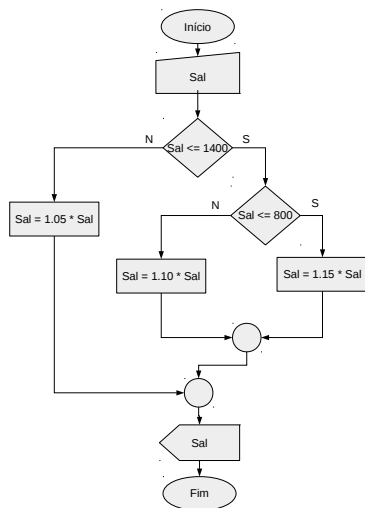 Início
Sal
N
Sal <= 1400
S
N
Sal <= 800
S
Sal = 1.05 * Sal
Sal = 1.10 * Sal
Sal = 1.15 * Sal
Sal
Fim